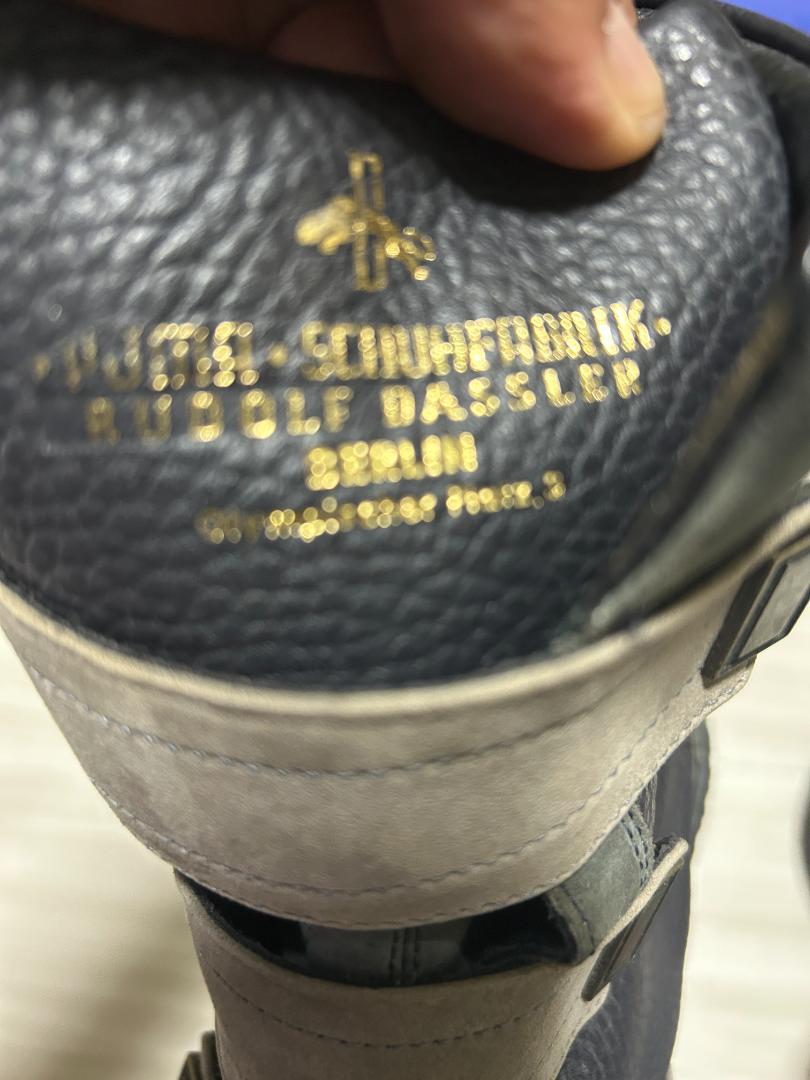 · PUMA · SCHUHFABRIK ·
RUDOLF DASSLER
BERLIN